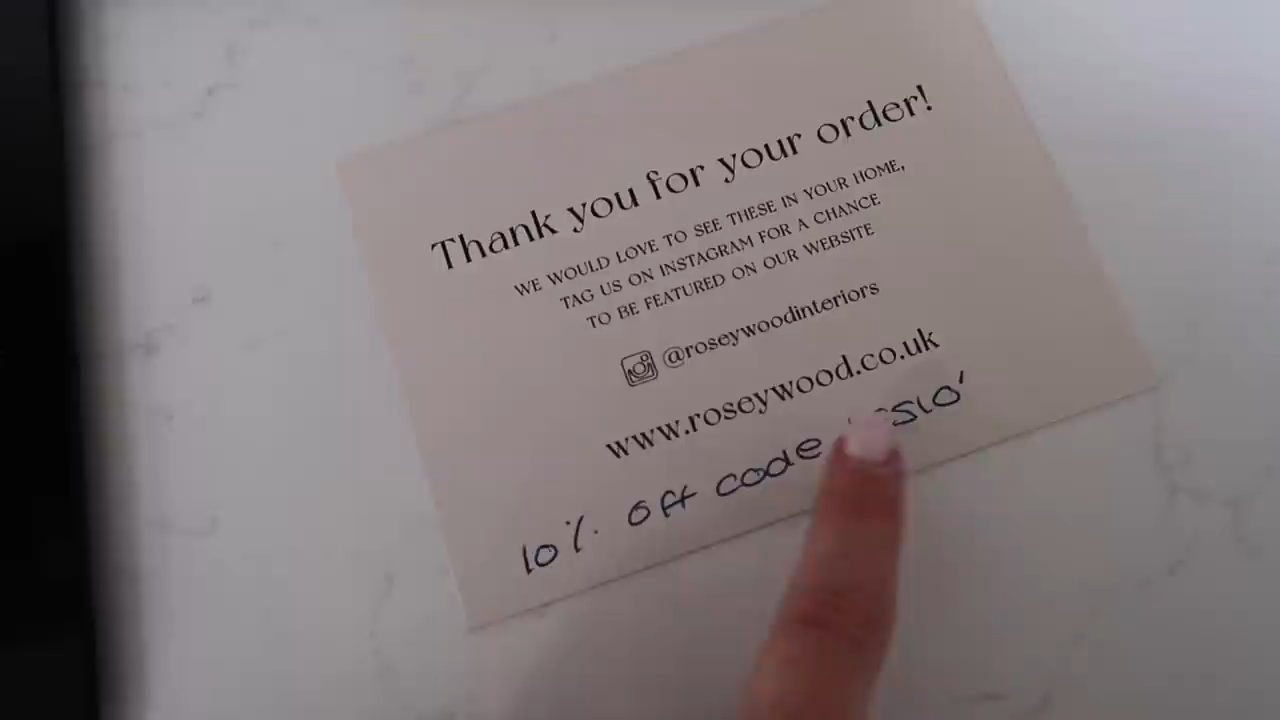 Thank you for your order!
WE WOULD LOVE TO SEE THESE IN YOUR HOME,
TAG US ON INSTAGRAM FOR A CHANCE
TO BE FEATURED ON OUR WEBSITE
@roseywoodinteriors
www.roseywood.co.uk
10% off code